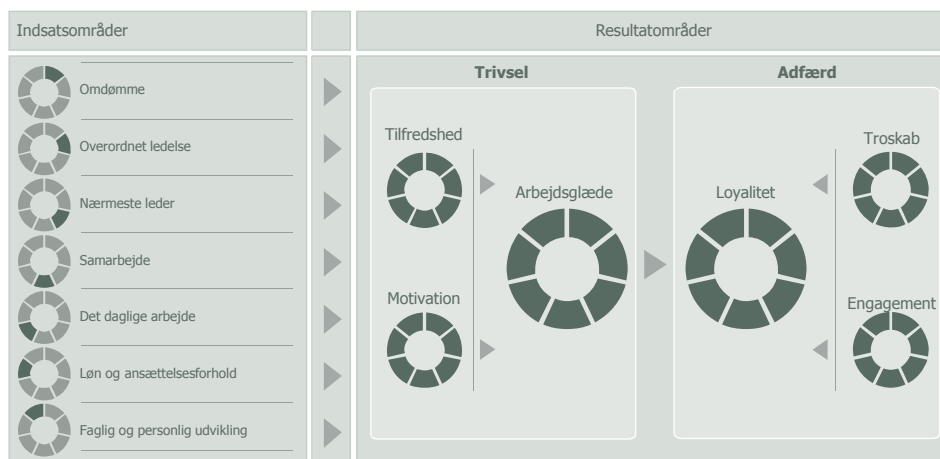 Indsatsområder
Resultatområder
Omdømme
Overordnet ledelse
Nærmeste leder
Samarbejde
Det daglige arbejde
Løn og ansættelsesforhold
Faglig og personlig udvikling
Trivsel
Tilfredshed
Arbejdsglæde
Motivation
Adfærd
Troskab
Loyalitet
Engagement